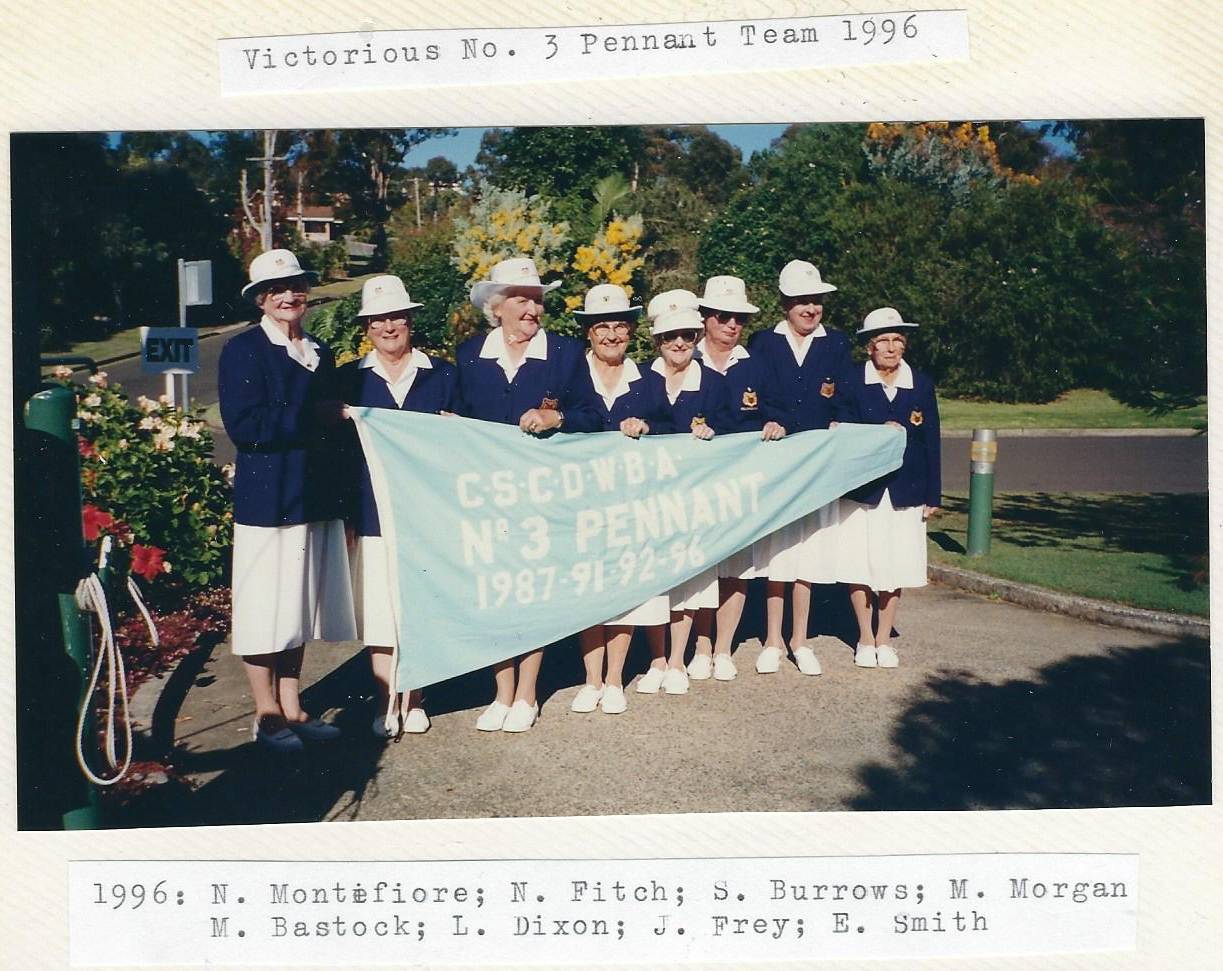 Victorious No. 3 Pennant Team 1996
EXIT
C·S·C·D·W·B·A·
Nº 3 PENNANT
1987-91-92-96
1996: N. Montefiore; N. Fitch; S. Burrows; M. Morgan
M. Bastock; L. Dixon; J. Frey; E. Smith